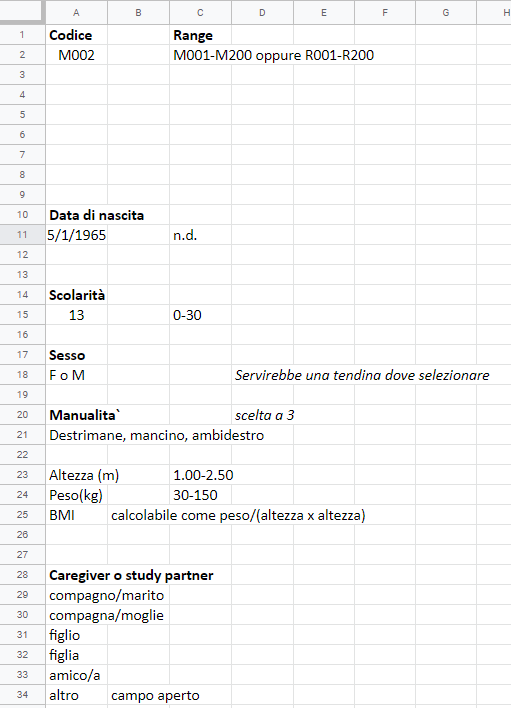 A B C D E F G H
1 Codice Range
2 M002 M001-M200 oppure R001-R200
3
4
5
6
7
8
9
10 Data di nascita
11 5/1/1965 n.d.
12
13
14 Scolarità
15 13 0-30
16
17 Sesso
18 F o M Servirebbe una tendina dove selezionare
19
20 Manualita` scelta a 3
21 Destrimane, mancino, ambidestro
22
23 Altezza (m) 1.00-2.50
24 Peso(kg) 30-150
25 BMI calcolabile come peso/(altezza x altezza)
26
27
28 Caregiver o study partner
29 compagno/marito
30 compagna/moglie
31 figlio
32 figlia
33 amico/a
34 altro campo aperto